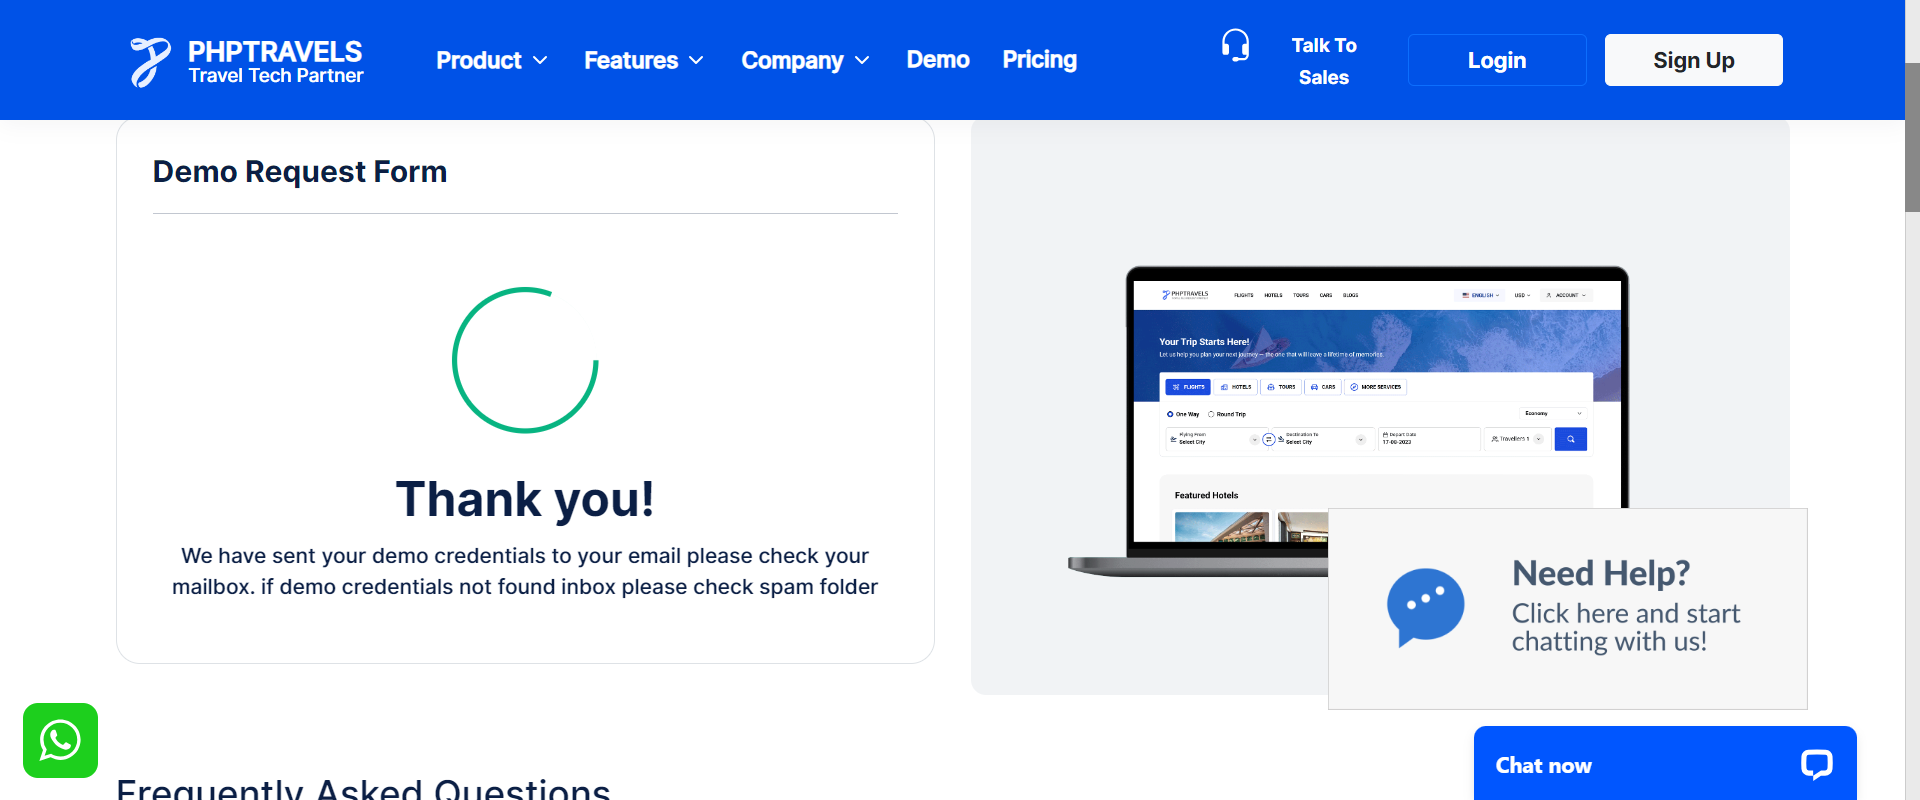 PHPTRAVELS
Travel Tech Partner
Product
Features
Company
Demo
Pricing
Talk To
Sales
Login
Sign Up
Demo Request Form
Thank you!
We have sent your demo credentials to your email please check your
mailbox. if demo credentials not found inbox please check spam folder
PHPTRAVELS
FLIGHTS HOTELS TOURS CARS BLOGS
ENGLISH
USD
ACCOUNT
Your Trip Starts Here!
Let us help you plan your next journey — the one that will leave a lifetime of memories.
FLIGHTS
HOTELS
TOURS
CARS
MORE SERVICES
One Way
Round Trip
Economy
Flying From
Select City
Destination To
Select City
Depart Date
17-08-2023
Travellers 1
Featured Hotels
Need Help?
Click here and start
chatting with us!
Chat now
Frequently Asked Questions